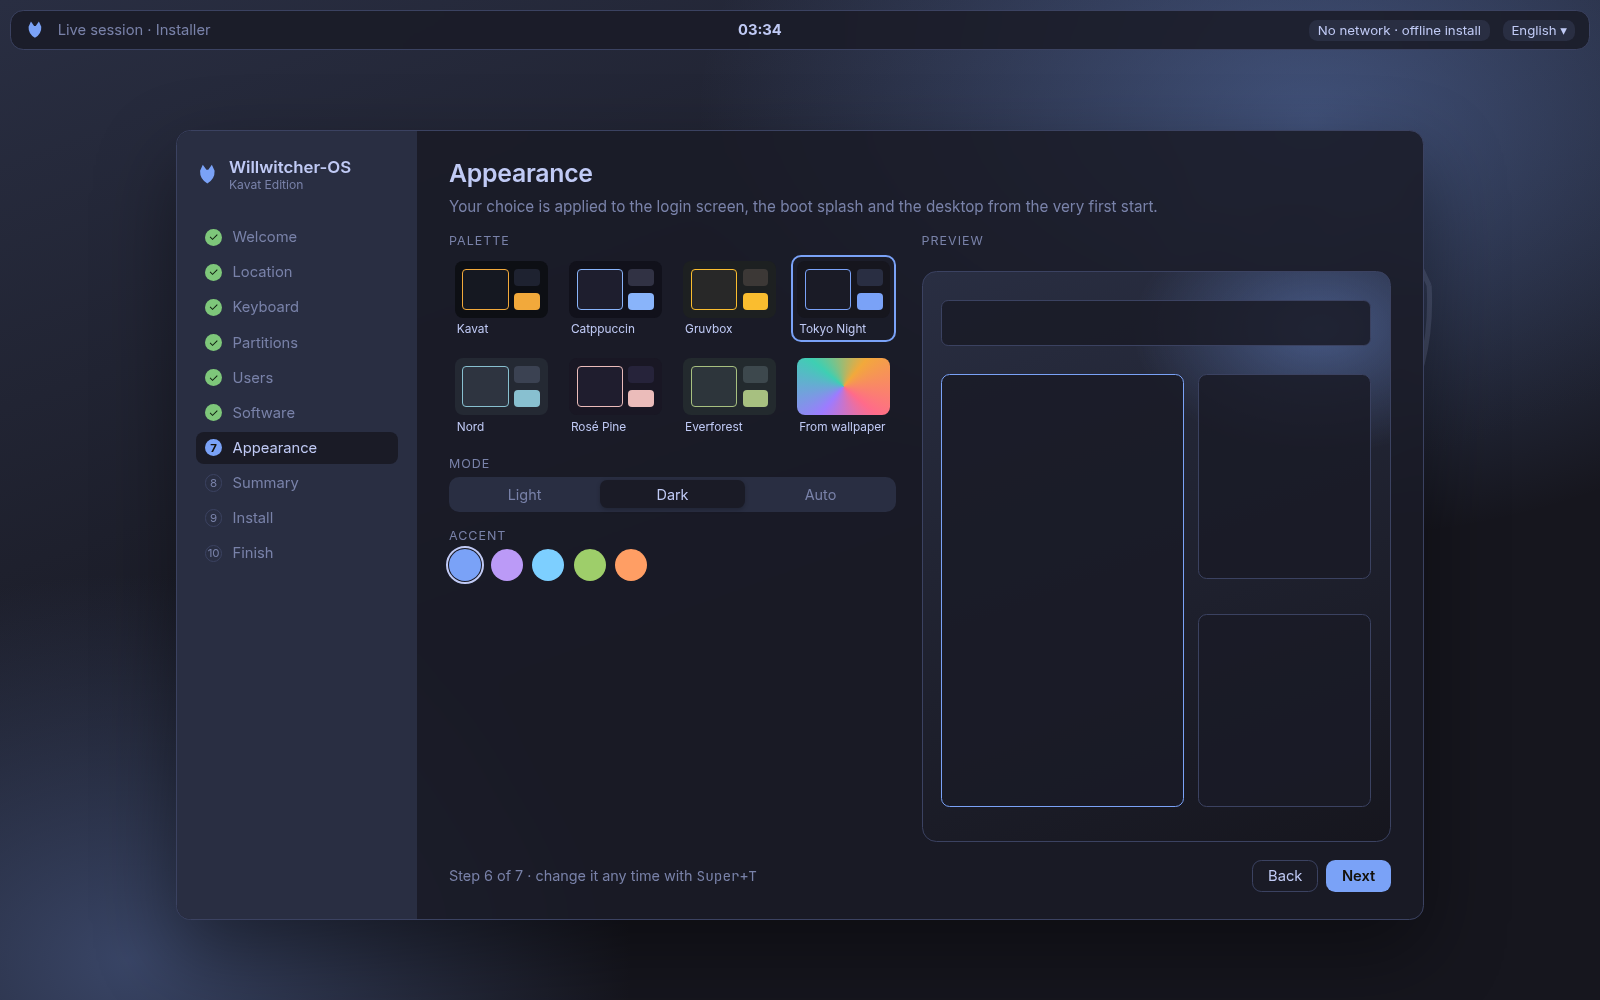 Live session · Installer
03:34
No network · offline install
English ▾
Willwitcher-OS
Kavat Edition
Welcome
Location
Keyboard
Partitions
Users
Software
7 Appearance
8 Summary
9 Install
10 Finish
Appearance
Your choice is applied to the login screen, the boot splash and the desktop from the very first start.
PALETTE
Kavat
Catppuccin
Gruvbox
Tokyo Night
Nord
Rosé Pine
Everforest
From wallpaper
MODE
Light
Dark
Auto
ACCENT
PREVIEW
Step 6 of 7 · change it any time with Super+T
Back
Next